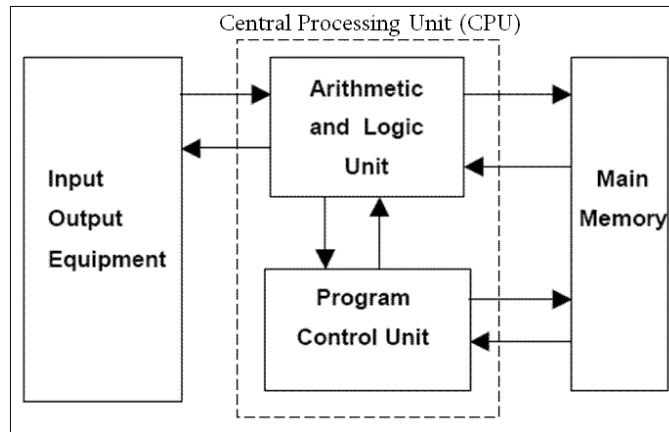 Central Processing Unit (CPU)
Input
Output
Equipment
Arithmetic
and Logic
Unit
Program
Control Unit
Main
Memory